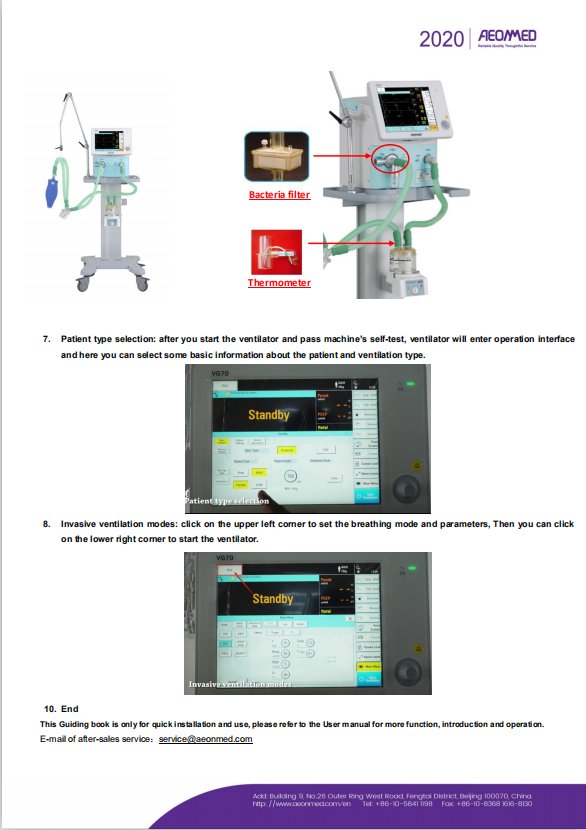 2020 AEONMED
Reliable Quality Thoughtful Service
Bacteria filter
Thermometer
7. Patient type selection: after you start the ventilator and pass machine's self-test, ventilator will enter operation interface
and here you can select some basic information about the patient and ventilation type.
VG70
Standby
PEEP
Patient type selection
8. Invasive ventilation modes: click on the upper left corner to set the breathing mode and parameters, Then you can click
on the lower right corner to start the ventilator.
VG70
Standby
PEEP
Invasive ventilation modes
10. End
This Guiding book is only for quick installation and use, please refer to the User manual for more function, introduction and operation.
E-mail of after-sales service: service@aeonmed.com
Add: Building 9, No.26 Outer Ring West Road, Fengtai District, Beijing 100070, China
http: //www.aeonmed.com/en Tel: +86-10-5841 1198 Fax: +86-10-8368 1616-8130